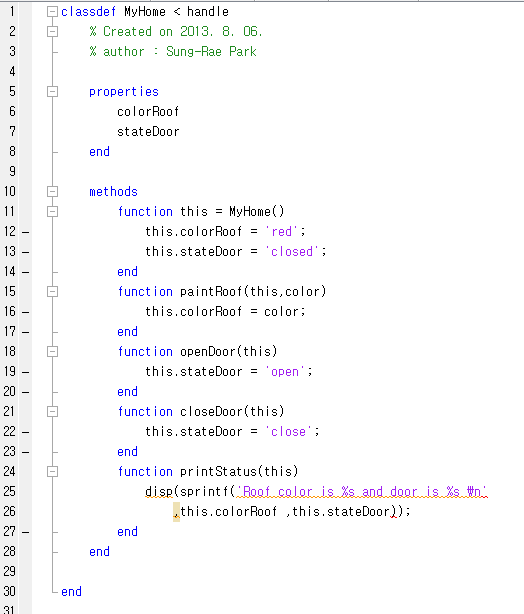 1 classdef MyHome < handle
2 % Created on 2013. 8. 06.
3 % author : Sung-Rae Park
4
5 properties
6 colorRoof
7 stateDoor
8 end
9
10 methods
11 function this = MyHome()
12 – this.colorRoof = 'red';
13 – this.stateDoor = 'closed';
14 – end
15 function paintRoof(this,color)
16 – this.colorRoof = color;
17 – end
18 function openDoor(this)
19 – this.stateDoor = 'open';
20 – end
21 function closeDoor(this)
22 – this.stateDoor = 'close';
23 – end
24 function printStatus(this)
25 disp(sprintf('Roof color is %s and door is %s ₩n'
26 ,this.colorRoof ,this.stateDoor));
27 – end
28 end
29
30 end
31